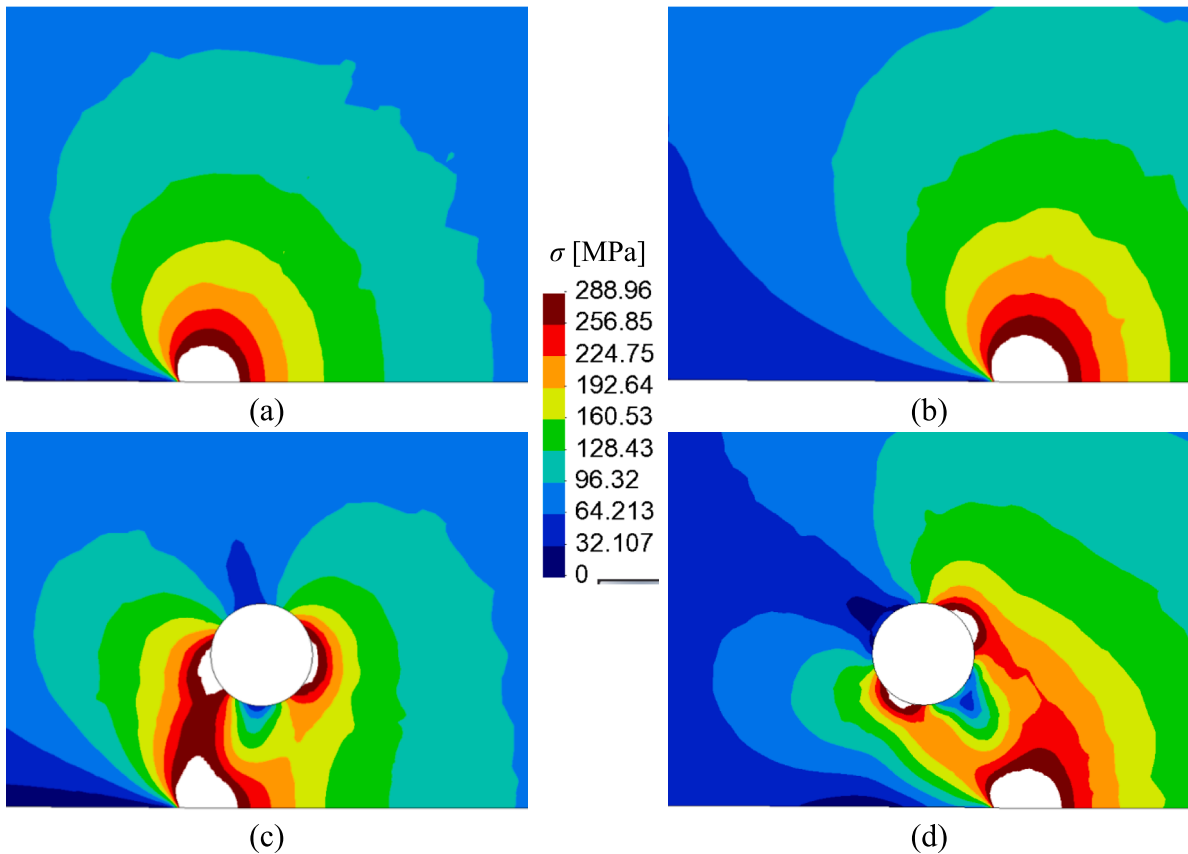 σ [MPa]
288.96
256.85
224.75
192.64
160.53
128.43
96.32
64.213
32.107
0
(a)
(b)
(c)
(d)